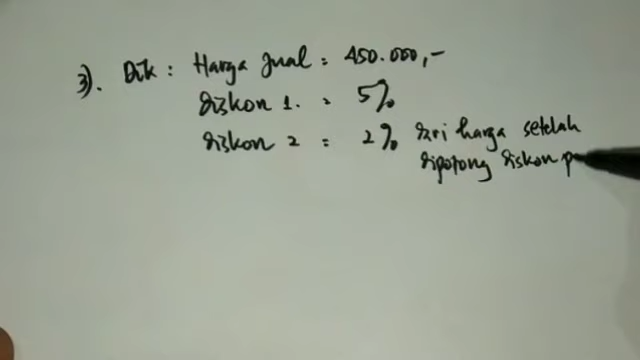 3). Dik : Harga Jual = 450.000,-
diskon 1. = 5%
diskon 2 = 2% dri harga setelah
dipotong diskon p